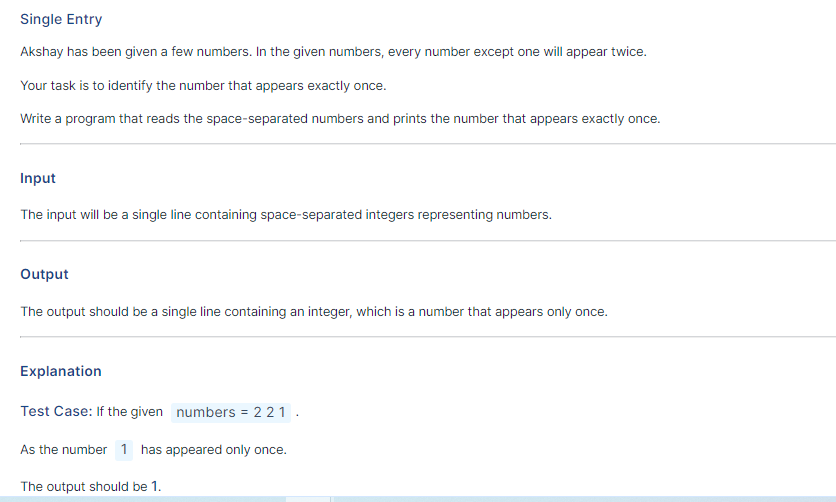 Single Entry
Akshay has been given a few numbers. In the given numbers, every number except one will appear twice.
Your task is to identify the number that appears exactly once.
Write a program that reads the space-separated numbers and prints the number that appears exactly once.
Input
The input will be a single line containing space-separated integers representing numbers.
Output
The output should be a single line containing an integer, which is a number that appears only once.
Explanation
Test Case: If the given numbers = 2 2 1 .
As the number 1 has appeared only once.
The output should be 1.